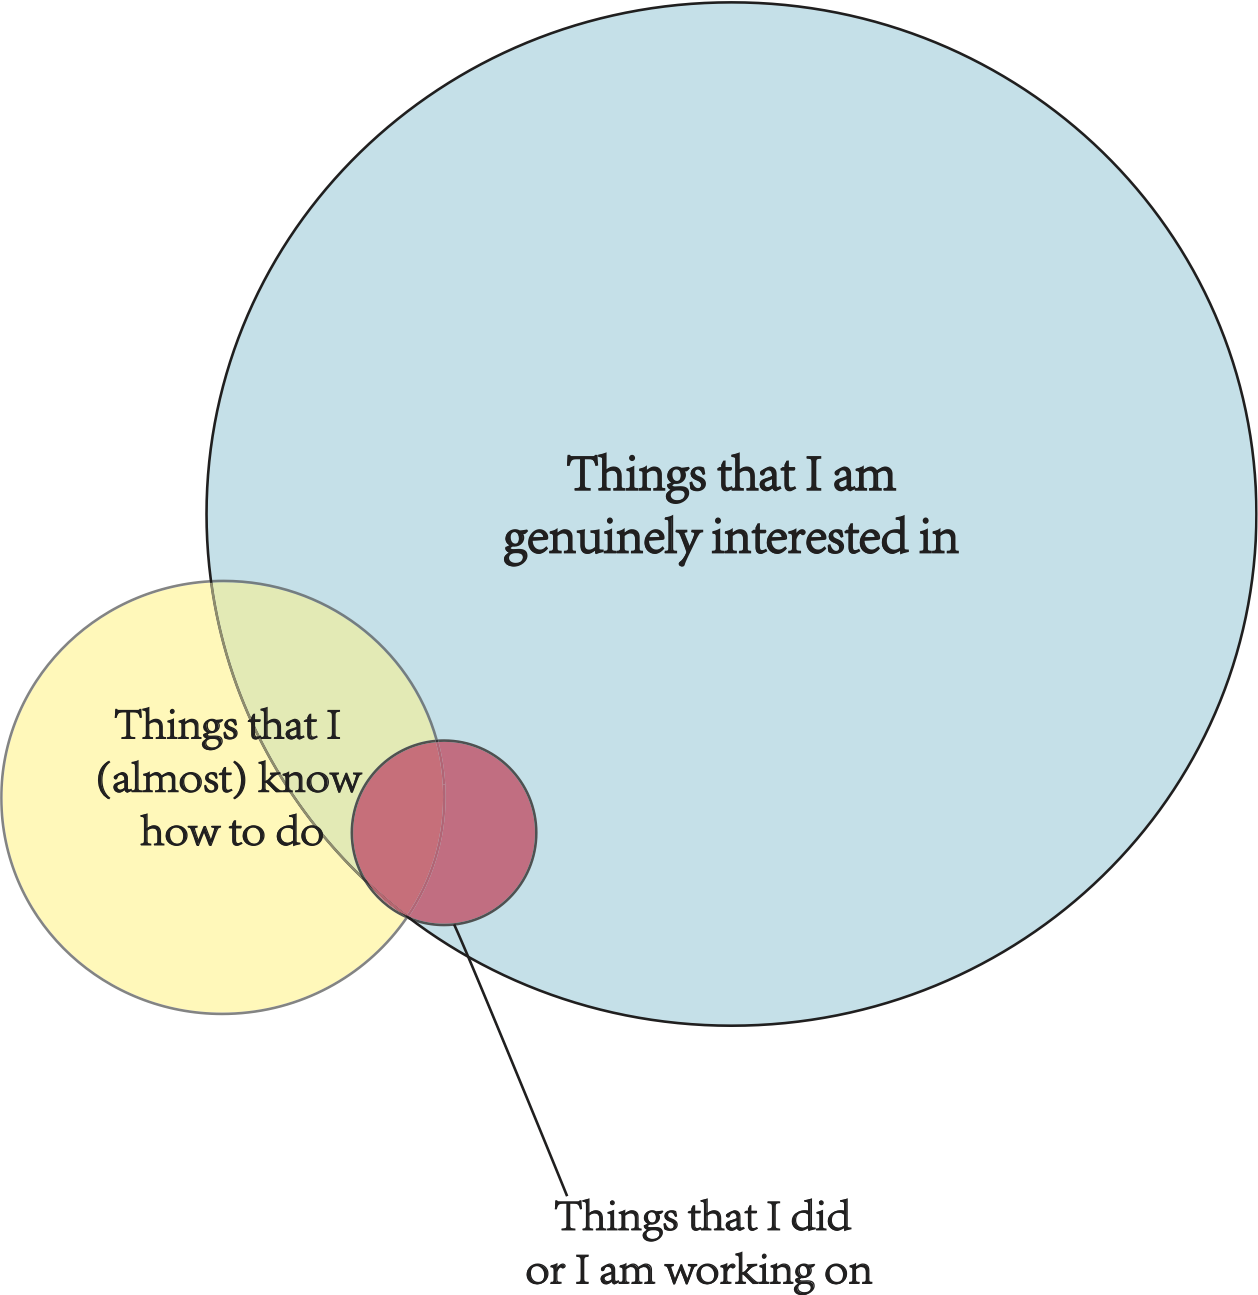 Things that I am
genuinely interested in
Things that I
(almost) know
how to do
Things that I did
or I am working on